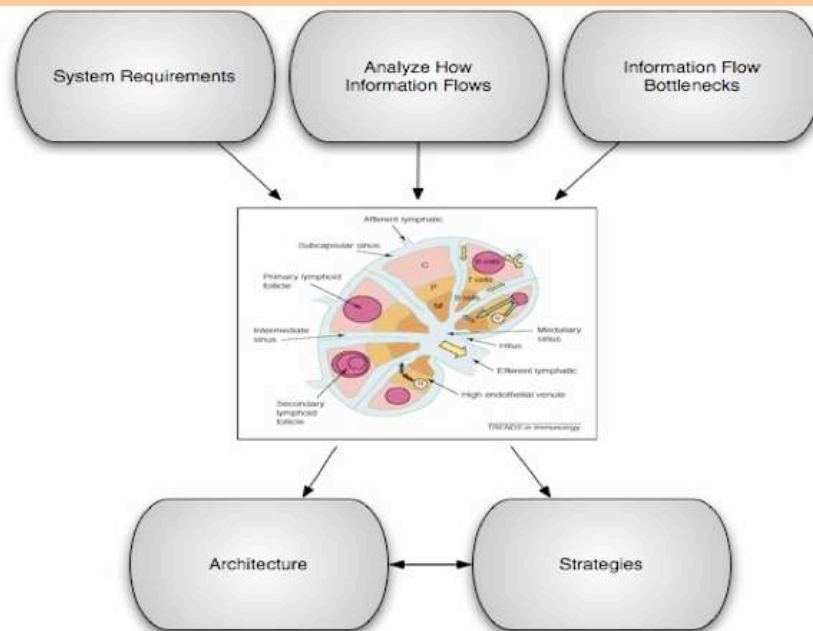 System Requirements
Analyze How
Information Flows
Information Flow
Bottlenecks
Afferent lymphatic
Subcapsular sinus
C
B cells
T cells
P
Primary lymphoid
follicle
M
B cells
Intermediate
sinus
Medullary
sinus
Hilus
Efferent lymphatic
High endothelial venule
Secondary
lymphoid
follicle
TRENDS in Immunology
Architecture
Strategies